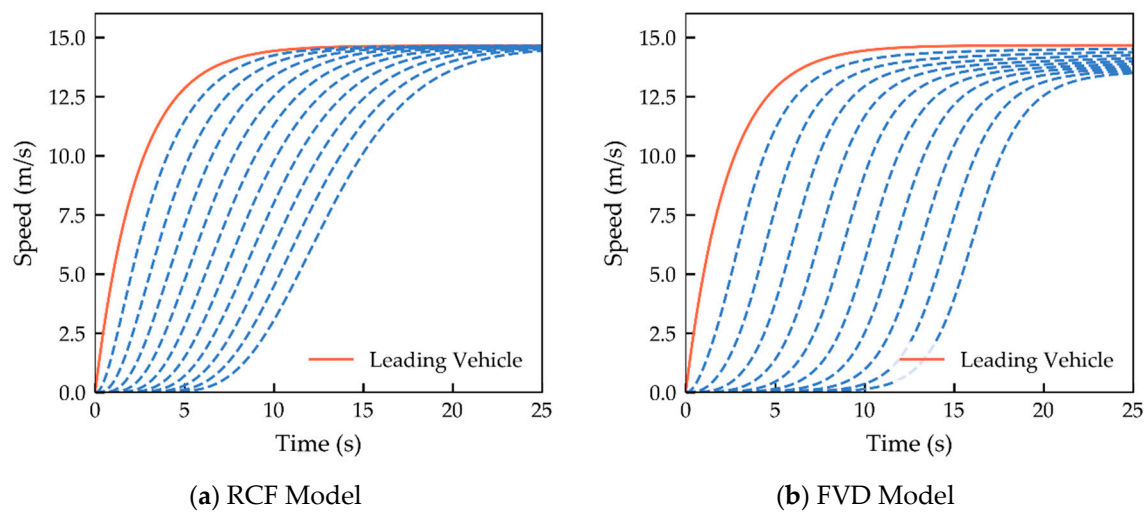 15.0
12.5
10.0
7.5
5.0
2.5
0.0
Speed (m/s)
Leading Vehicle
0 5 10 15 20 25
Time (s)
(a) RCF Model
15.0
12.5
10.0
7.5
5.0
2.5
0.0
Speed (m/s)
Leading Vehicle
0 5 10 15 20 25
Time (s)
(b) FVD Model